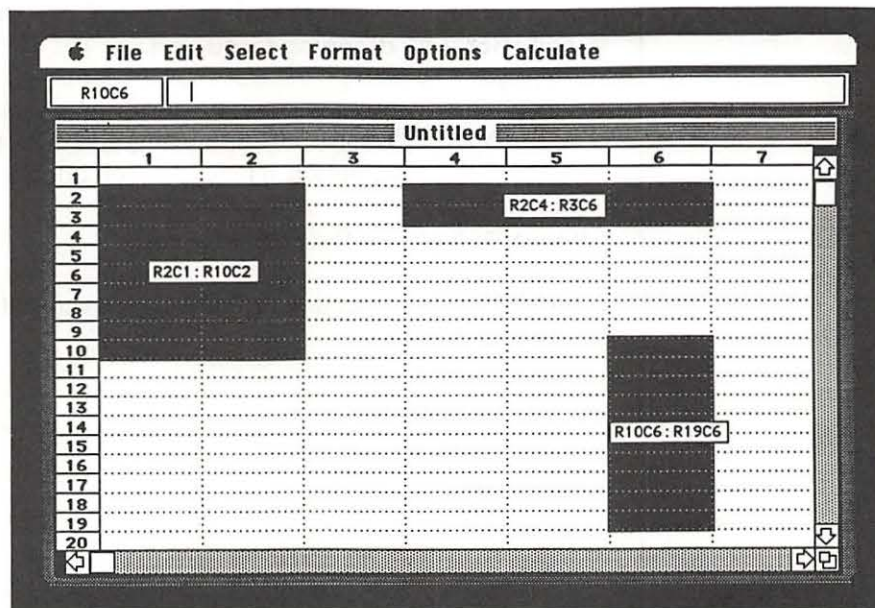 File Edit Select Format Options Calculate
R10C6
Untitled
1 2 3 4 5 6 7
1
2
R2C4:R3C6
3
4
5
R2C1:R10C2
6
7
8
9
10
11
12
13
14
R10C6:R19C6
15
16
17
18
19
20